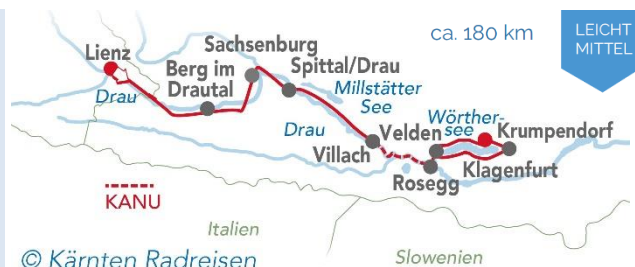 ca. 180 km
LEICHT
MITTEL
Lienz
Sachsenburg
Berg im
Drautal
Spittal/Drau
Drau
Millstätter
See
Drau
Villach
Velden
Wörther-
see
Krumpendorf
Klagenfurt
Rosegg
KANU
Italien
Slowenien
© Kärnten Radreisen